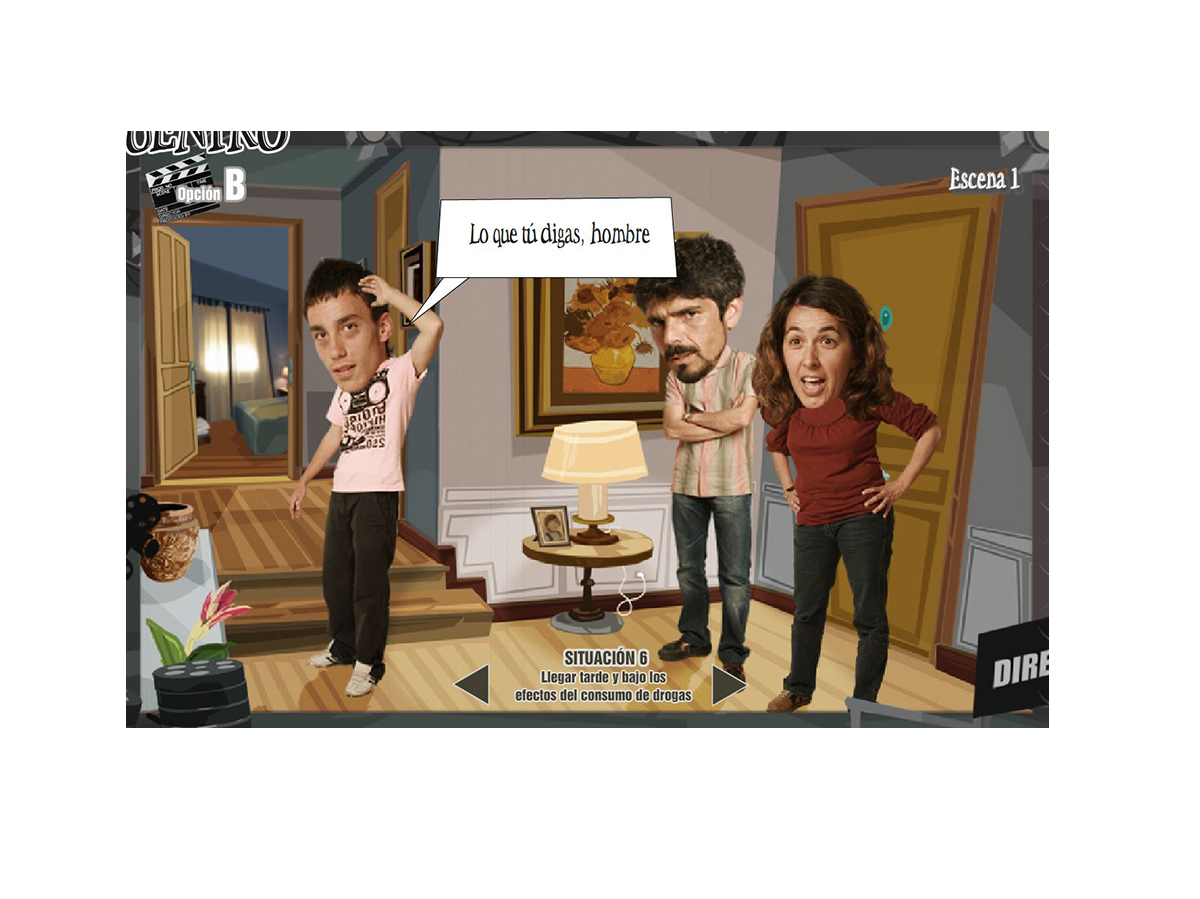 Opción B
Escena 1
Lo que tú digas, hombre
SITUACIÓN 6
Llegar tarde y bajo los
efectos del consumo de drogas
DIRE